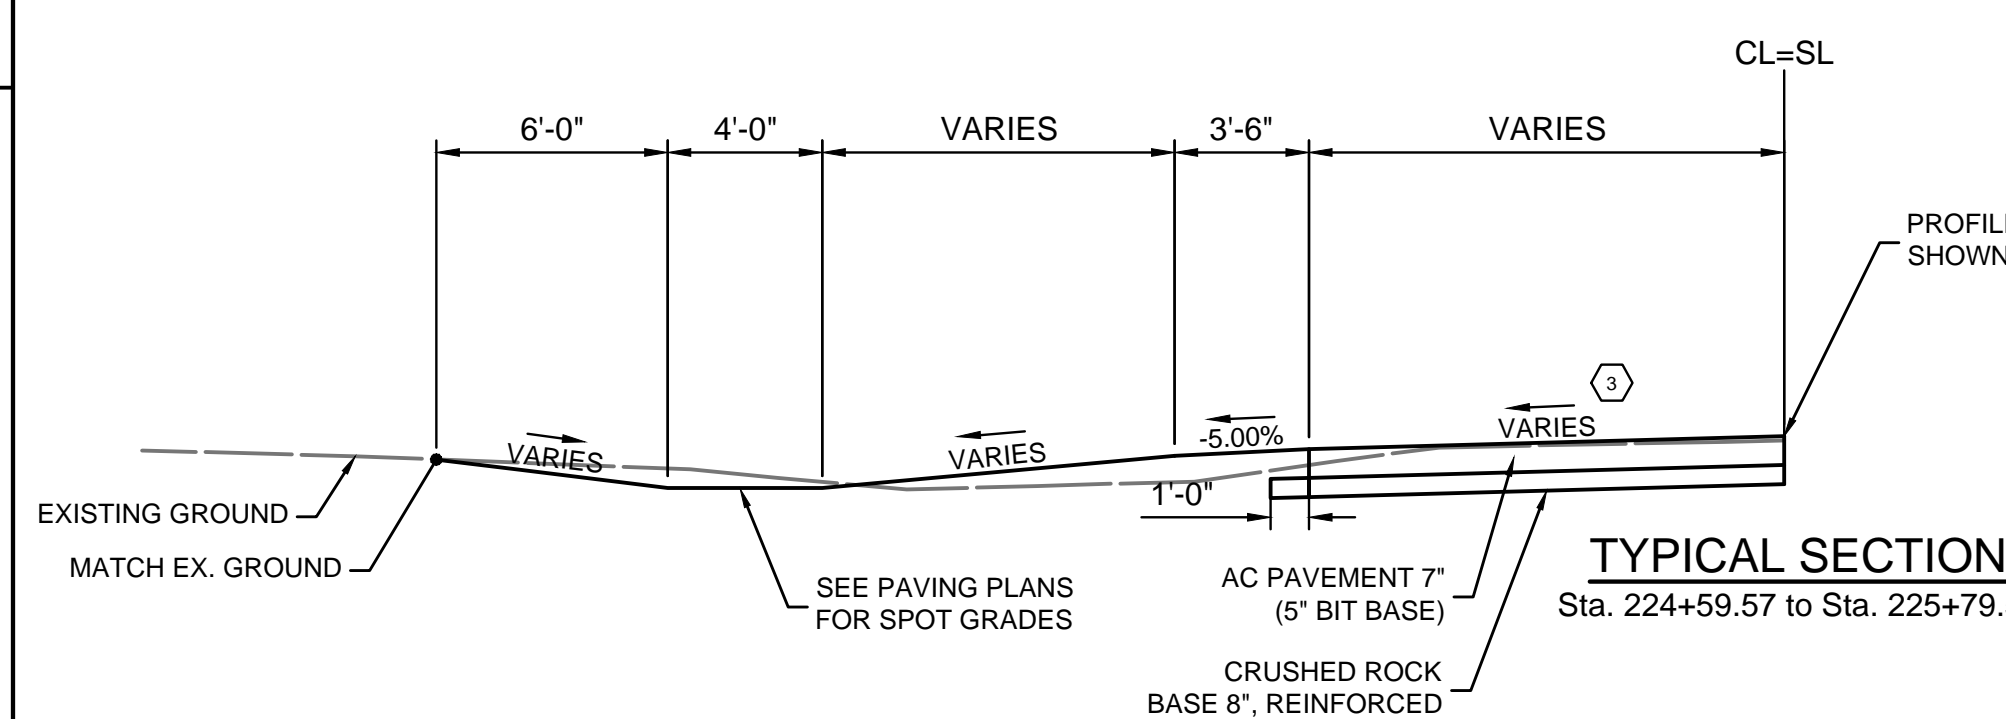 CL=SL
6'-0"
4'-0"
VARIES
3'-6"
VARIES
SHOWN
3
VARIES
-5.00%
VARIES
VARIES
1'-0"
EXISTING GROUND
MATCH EX. GROUND
SEE PAVING PLANS
FOR SPOT GRADES
AC PAVEMENT 7"
(5" BIT BASE)
CRUSHED ROCK
BASE 8", REINFORCED
TYPICAL SECTION
Sta. 224+59.57 to Sta. 225+79.